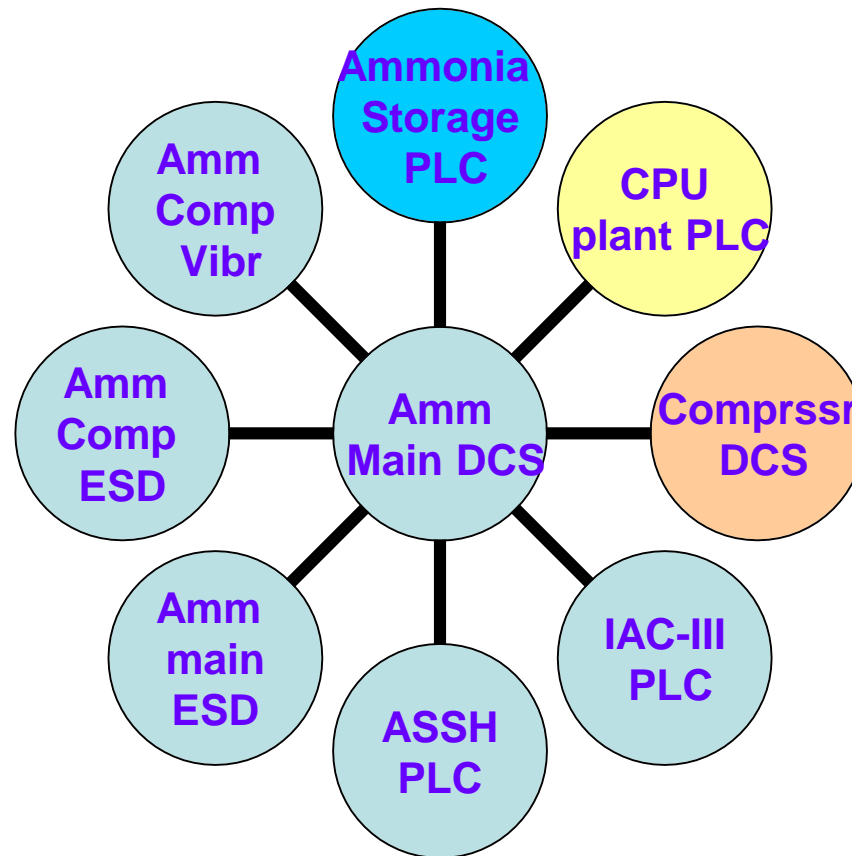 Ammonia
Storage
PLC
CPU
plant PLC
Comprssr
DCS
IAC-III
PLC
ASSH
PLC
Amm
main
ESD
Amm
Comp
ESD
Amm
Comp
Vibr
Amm
Main DCS